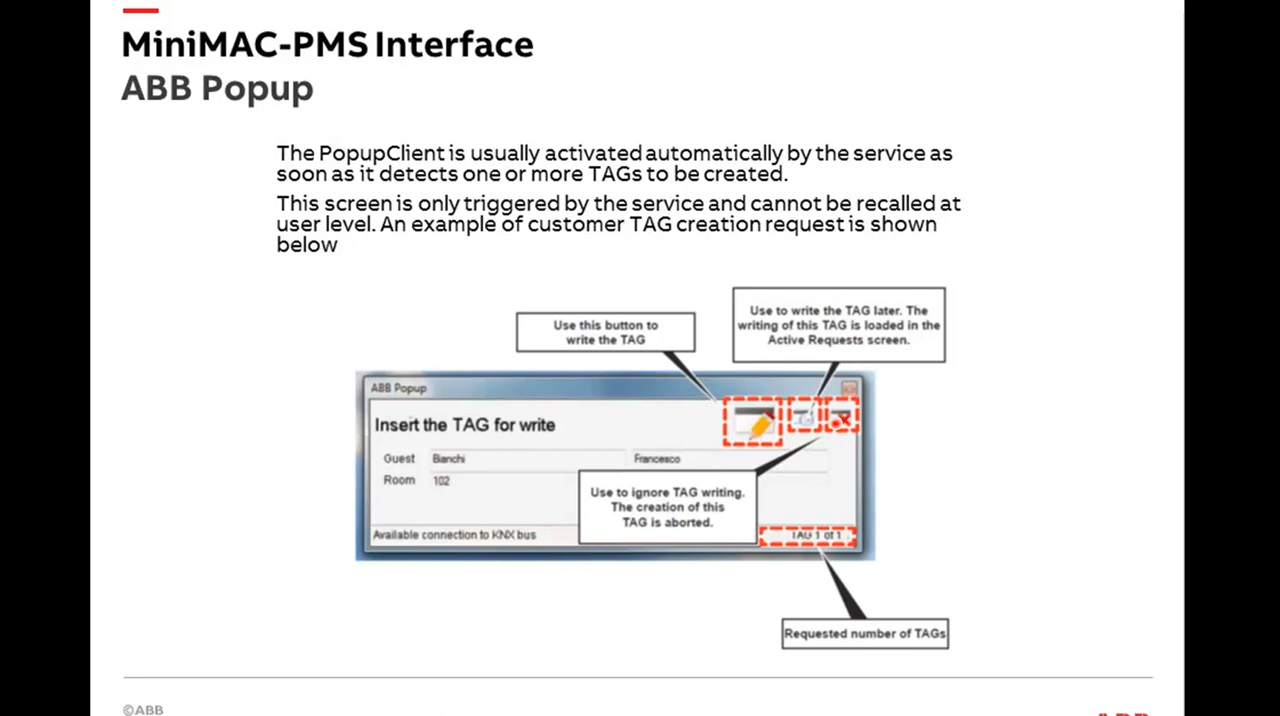 MiniMAC-PMS Interface
ABB Popup
The PopupClient is usually activated automatically by the service as
soon as it detects one or more TAGs to be created.
This screen is only triggered by the service and cannot be recalled at
user level. An example of customer TAG creation request is shown
below
Use this button to
write the TAG
Use to write the TAG later. The
writing of this TAG is loaded in the
Active Requests screen.
ABB Popup
Insert the TAG for write
Guest Bianchi Francesco
Room 102
Use to ignore TAG writing.
The creation of this
TAG is aborted.
Available connection to KNX bus
TAG 1 of 1
Requested number of TAGs
©ABB
ABB